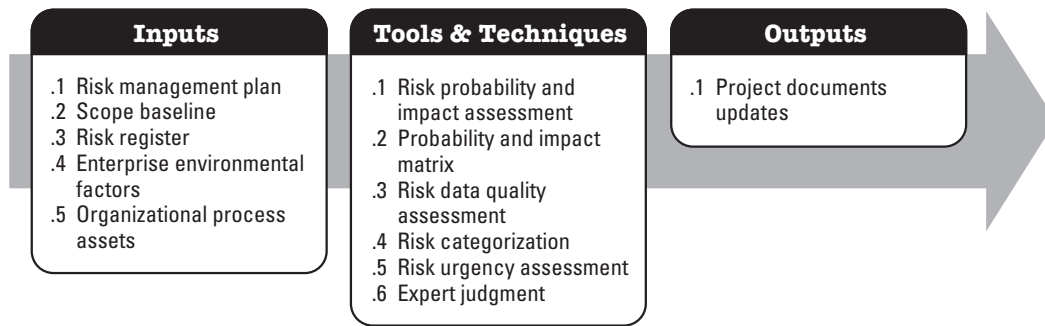 Inputs
.1 Risk management plan
.2 Scope baseline
.3 Risk register
.4 Enterprise environmental
factors
.5 Organizational process
assets
Tools & Techniques
.1 Risk probability and
impact assessment
.2 Probability and impact
matrix
.3 Risk data quality
assessment
.4 Risk categorization
.5 Risk urgency assessment
.6 Expert judgment
Outputs
.1 Project documents
updates